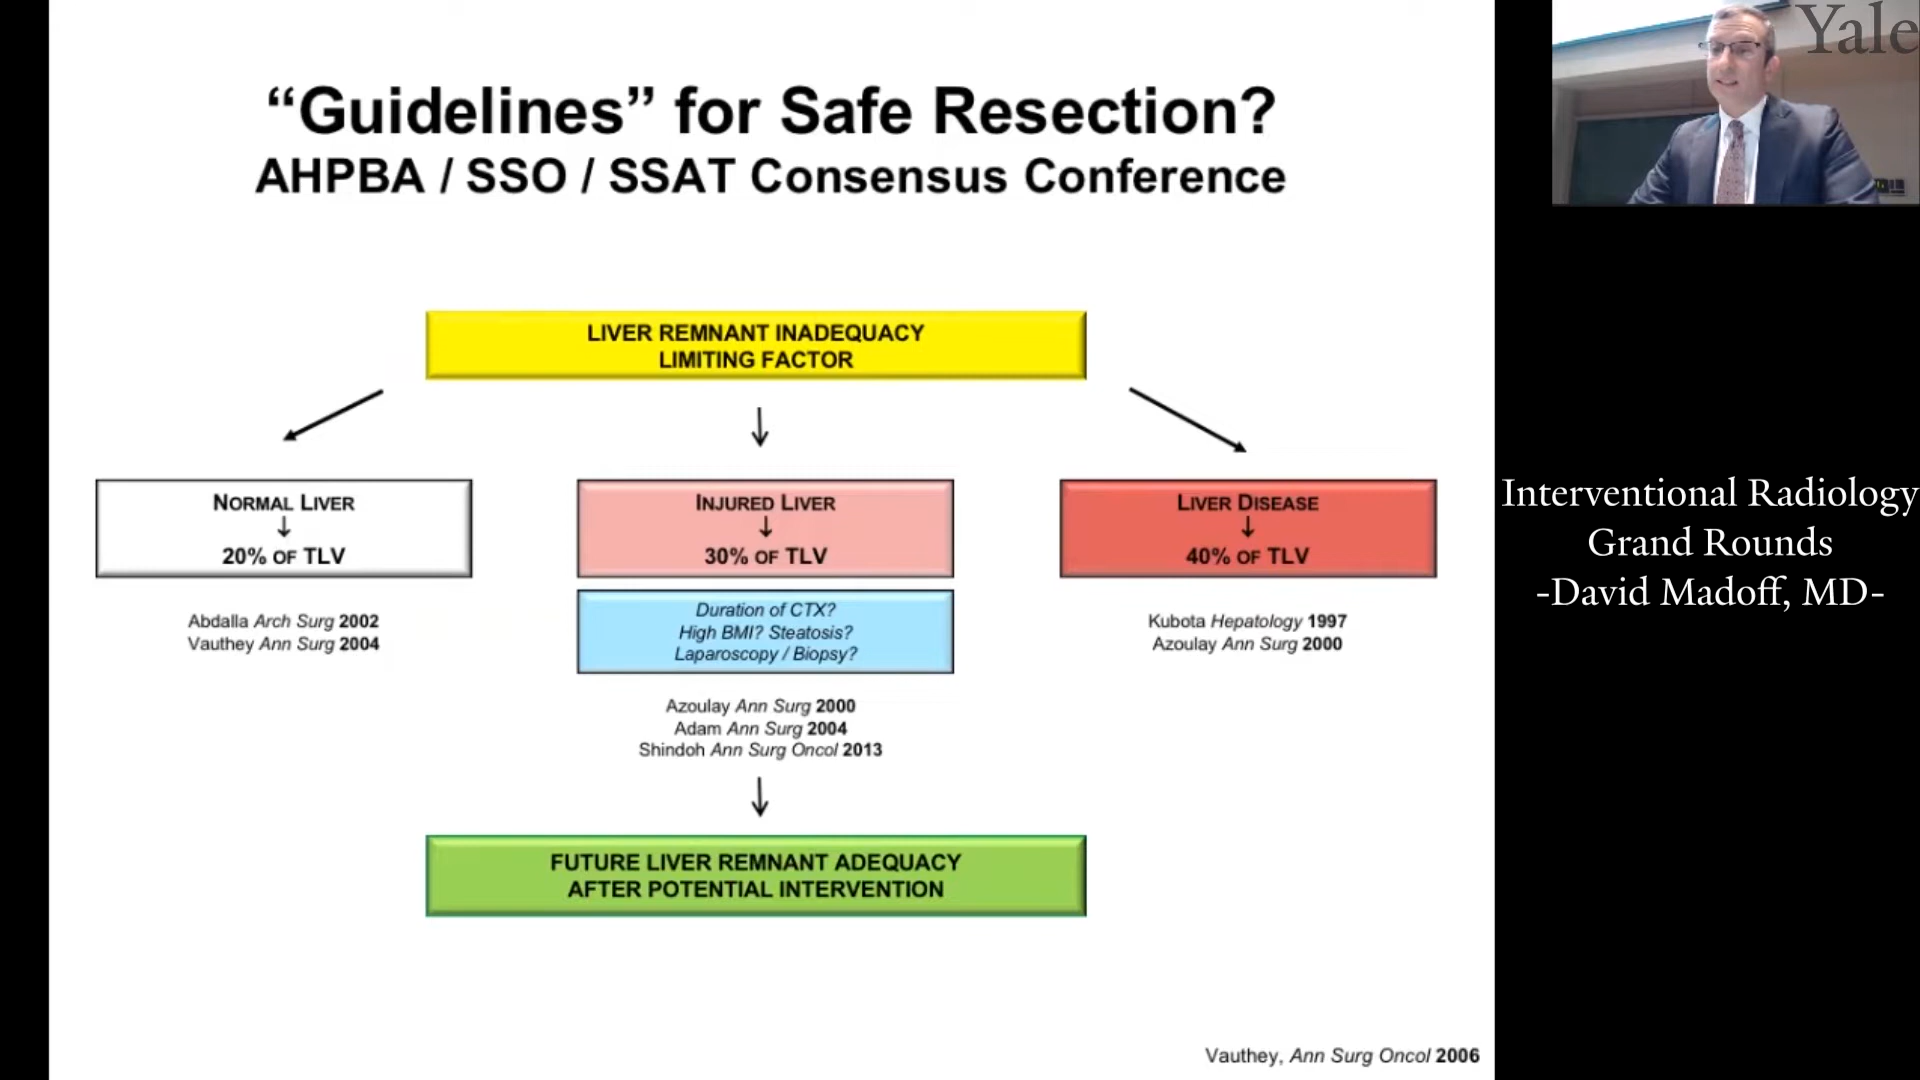 “Guidelines” for Safe Resection?
AHPBA / SSO / SSAT Consensus Conference
LIVER REMNANT INADEQUACY
LIMITING FACTOR
NORMAL LIVER
↓
20% OF TLV
Abdalla Arch Surg 2002
Vauthey Ann Surg 2004
INJURED LIVER
↓
30% OF TLV
Duration of CTX?
High BMI? Steatosis?
Laparoscopy / Biopsy?
Azoulay Ann Surg 2000
Adam Ann Surg 2004
Shindoh Ann Surg Oncol 2013
LIVER DISEASE
↓
40% OF TLV
Kubota Hepatology 1997
Azoulay Ann Surg 2000
FUTURE LIVER REMNANT ADEQUACY
AFTER POTENTIAL INTERVENTION
Vauthey, Ann Surg Oncol 2006
Yale
Interventional Radiology
Grand Rounds
-David Madoff, MD-